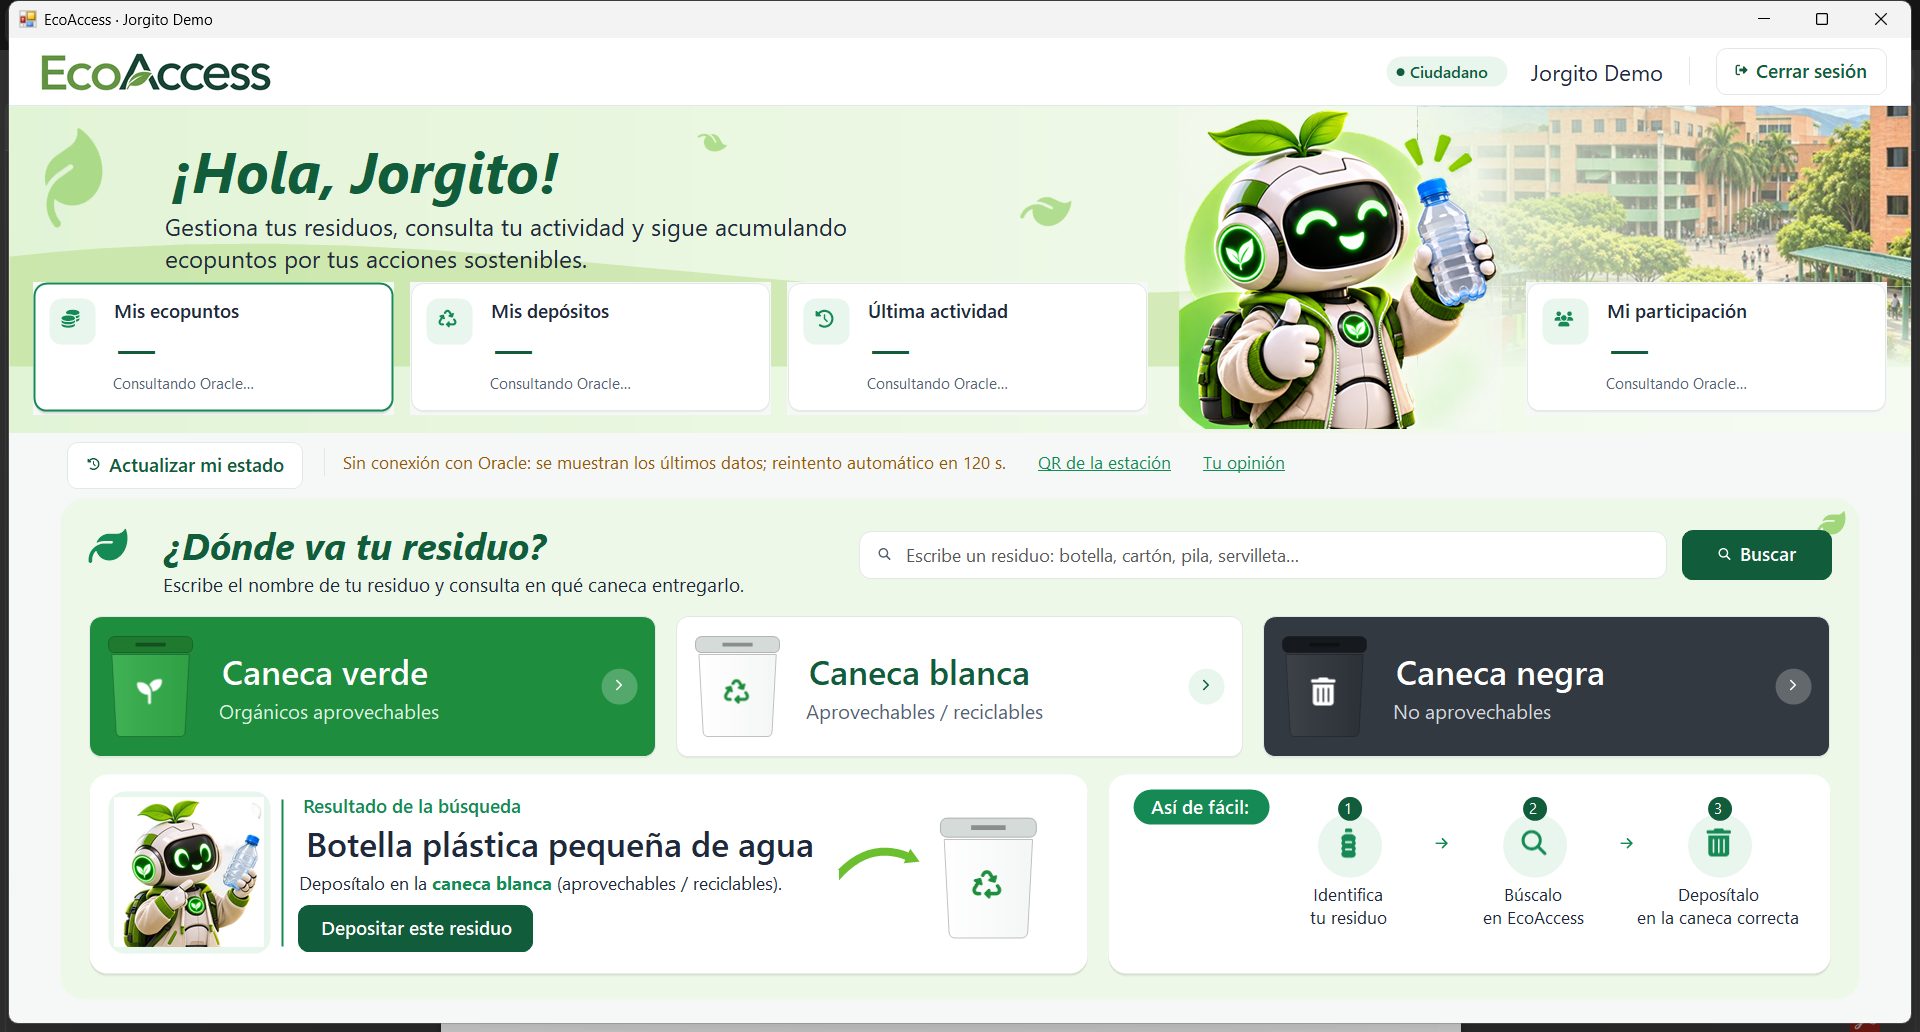 EcoAccess · Jorgito Demo
EcoAccess
Ciudadano
Jorgito Demo
Cerrar sesión
¡Hola, Jorgito!
Gestiona tus residuos, consulta tu actividad y sigue acumulando
ecopuntos por tus acciones sostenibles.
Mis ecopuntos
Consultando Oracle...
Mis depósitos
Consultando Oracle...
Última actividad
Consultando Oracle...
Mi participación
Consultando Oracle...
Actualizar mi estado
Sin conexión con Oracle: se muestran los últimos datos; reintento automático en 120 s.
QR de la estación
Tu opinión
¿Dónde va tu residuo?
Escribe el nombre de tu residuo y consulta en qué caneca entregarlo.
Escribe un residuo: botella, cartón, pila, servilleta...
Buscar
Caneca verde
Orgánicos aprovechables
Caneca blanca
Aprovechables / reciclables
Caneca negra
No aprovechables
Resultado de la búsqueda
Botella plástica pequeña de agua
Deposítalo en la caneca blanca (aprovechables / reciclables).
Depositar este residuo
Así de fácil:
1
Identifica
tu residuo
2
Búscalo
en EcoAccess
3
Deposítalo
en la caneca correcta